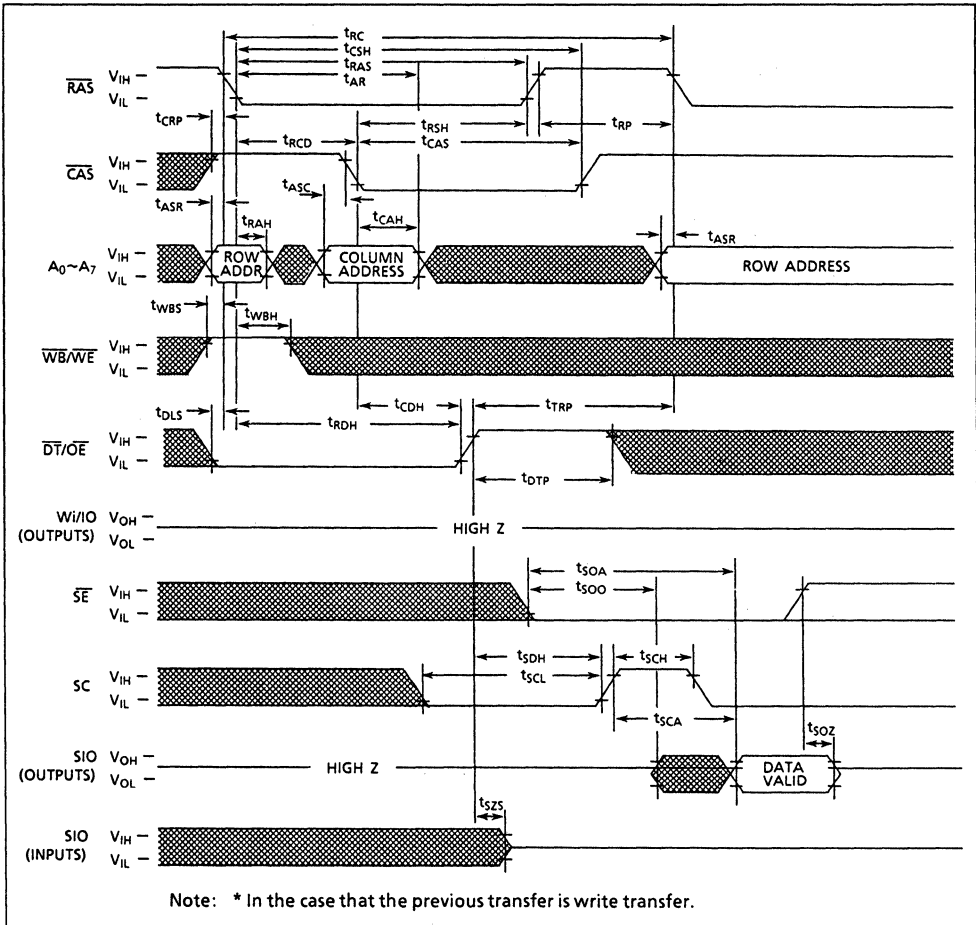 tRC
tCSH
tRAS
tAR
RAS VIH –
VIL –
tCRP
tRCD
tRSH
tRP
tCAS
CAS VIH –
VIL –
tASC
tASR
tRAH
tCAH
tASR
A0~A7 VIH –
VIL –
ROW ADDR
COLUMN ADDRESS
ROW ADDRESS
tWBS
tWBH
WB/WE VIH –
VIL –
tDLS
tCDH
tTRP
tRDH
DT/OE VIH –
VIL –
tDTP
Wi/IO (OUTPUTS) VOH –
VOL –
HIGH Z
tSOA
tSOO
SE VIH –
VIL –
tSDH
tSCH
tSCL
SC VIH –
VIL –
tSCA
tSOZ
SIO (OUTPUTS) VOH –
VOL –
HIGH Z
DATA VALID
tSZS
SIO (INPUTS) VIH –
VIL –
Note: * In the case that the previous transfer is write transfer.